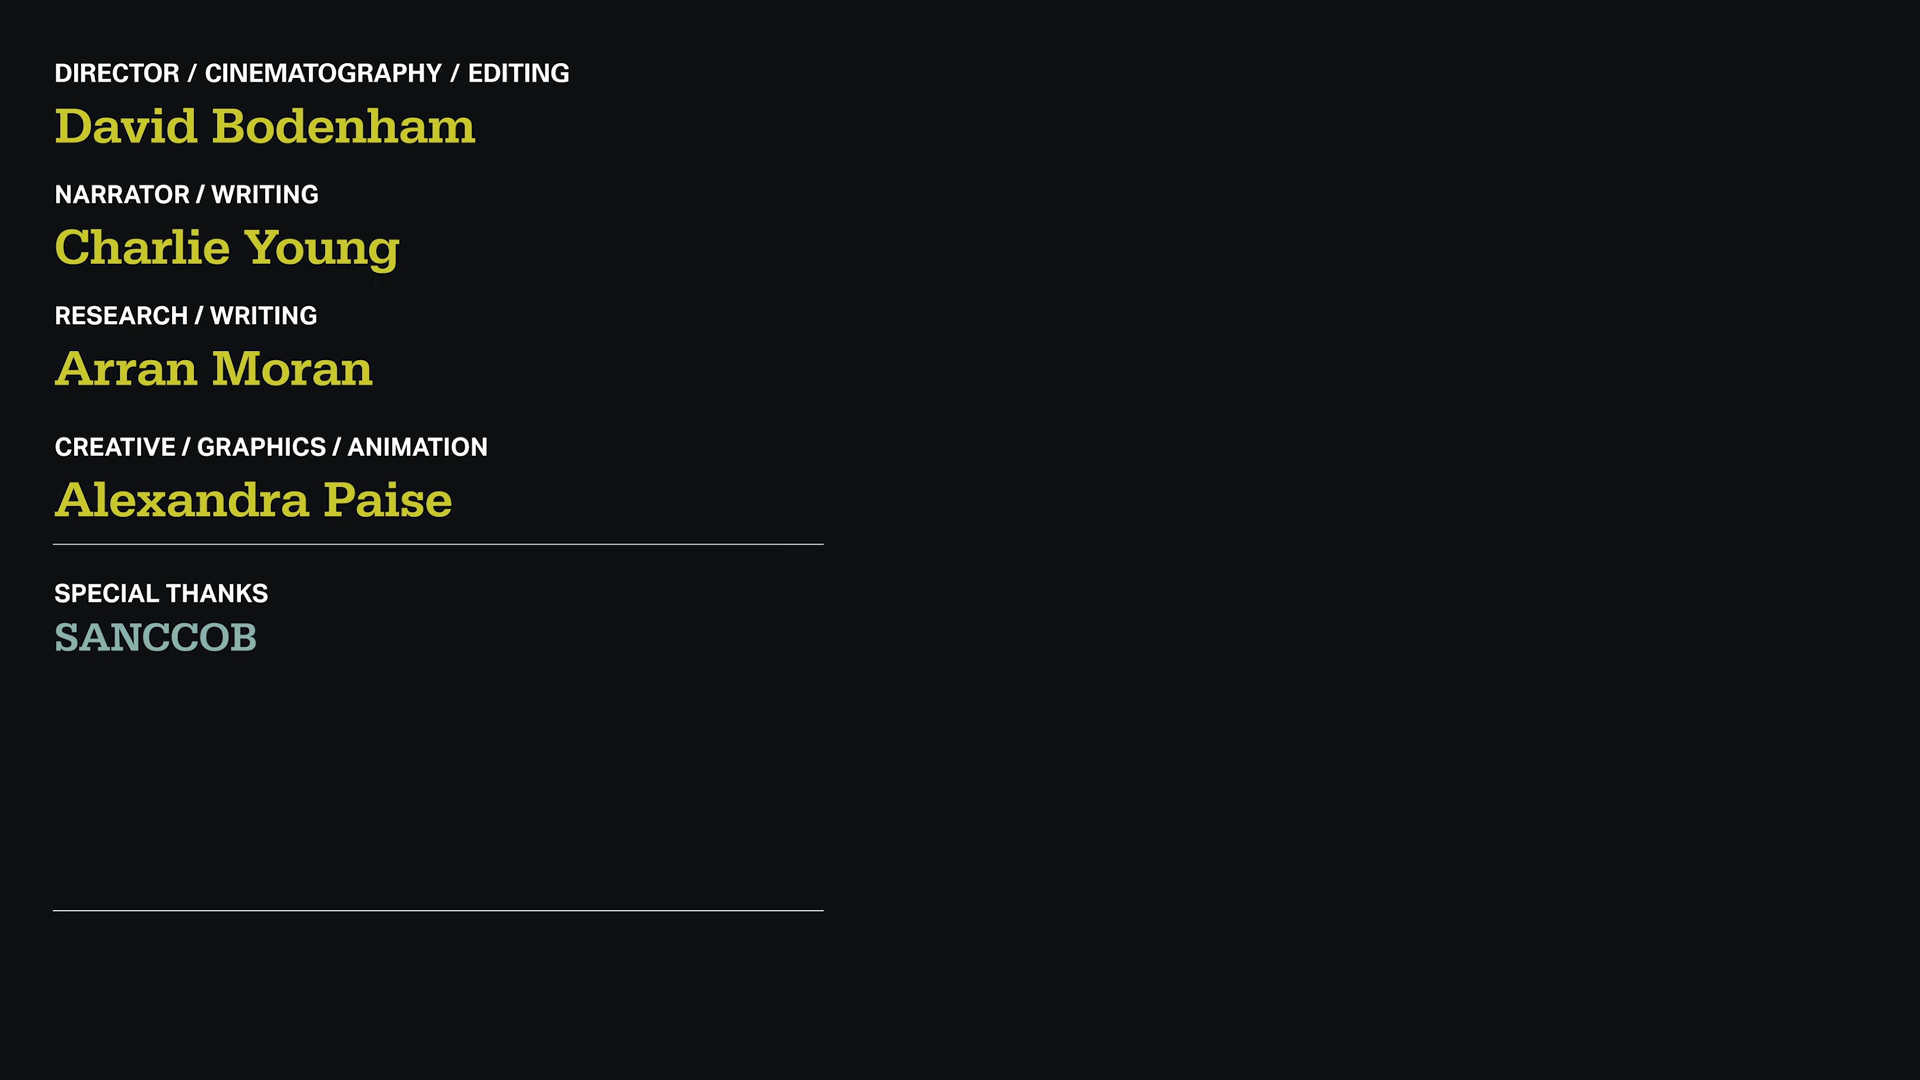 DIRECTOR / CINEMATOGRAPHY / EDITING
David Bodenham
NARRATOR / WRITING
Charlie Young
RESEARCH / WRITING
Arran Moran
CREATIVE / GRAPHICS / ANIMATION
Alexandra Paise
SPECIAL THANKS
SANCCOB